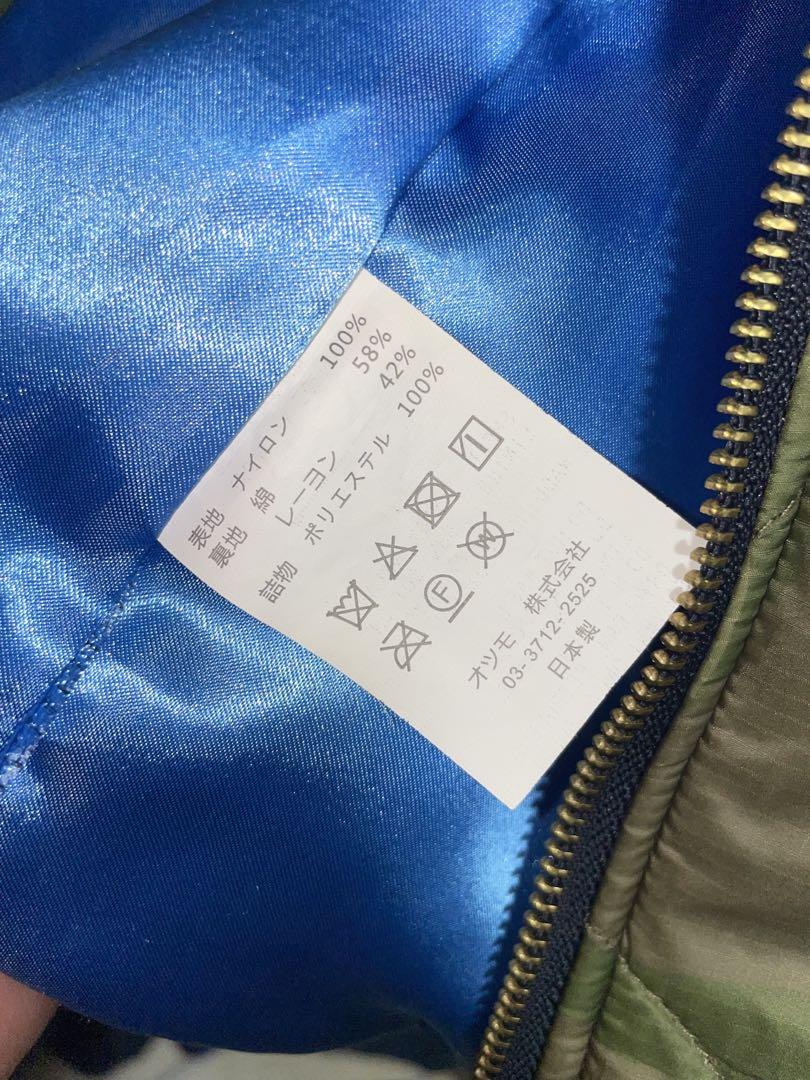 表地 ナイロン 100%
裏地 綿 58%
レーヨン 42%
詰物 ポリエステル 100%
F
W
オツモ 株式会社
03-3712-2525
日本製